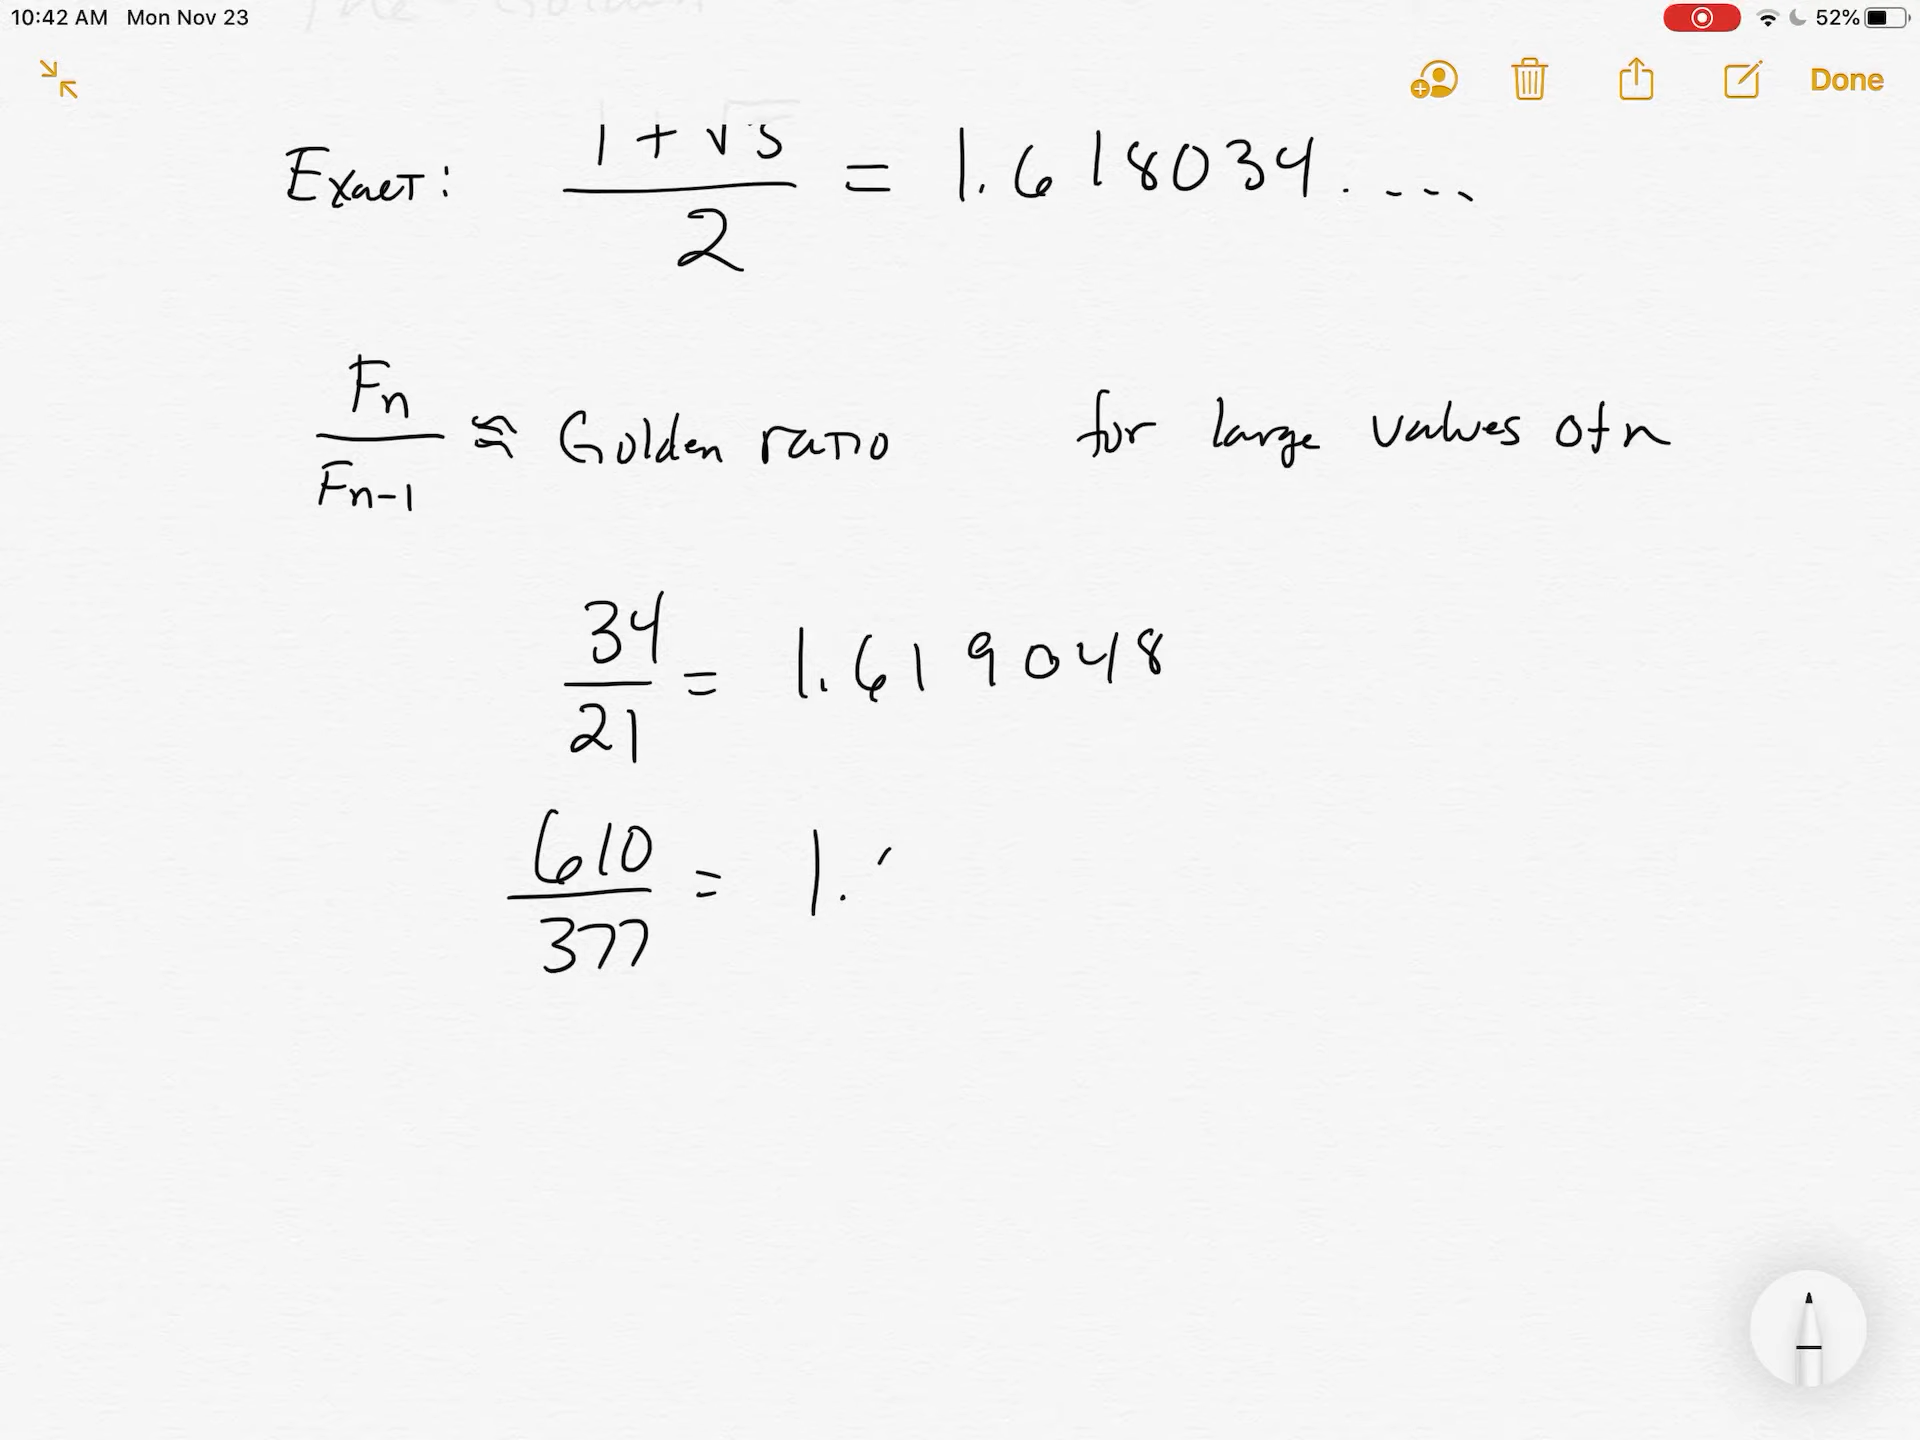 10:42 AM Mon Nov 23
52%
Done
Exact: 1 + √5 / 2 = 1.618034. ....
Fn / Fn-1 ≈ Golden ratio for large values of n
34 / 21 = 1.619048
610 / 377 = 1.